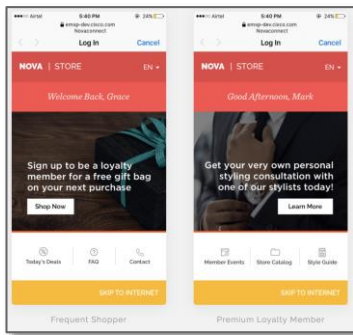 Airtel 5:40 PM 24%
emsp-dev.cisco.com
Novaconnect
Log In Cancel
NOVA | STORE EN
Welcome Back, Grace
Sign up to be a loyalty
member for a free gift bag
on your next purchase
Shop Now
Today's Deals FAQ Contact
SKIP TO INTERNET
Frequent Shopper
Airtel 5:40 PM 24%
emsp-dev.cisco.com
Novaconnect
Log In Cancel
NOVA | STORE EN
Good Afternoon, Mark
Get your very own personal
styling consultation with
one of our stylists today!
Learn More
Member Events Store Catalog Style Guide
SKIP TO INTERNET
Premium Loyalty Member